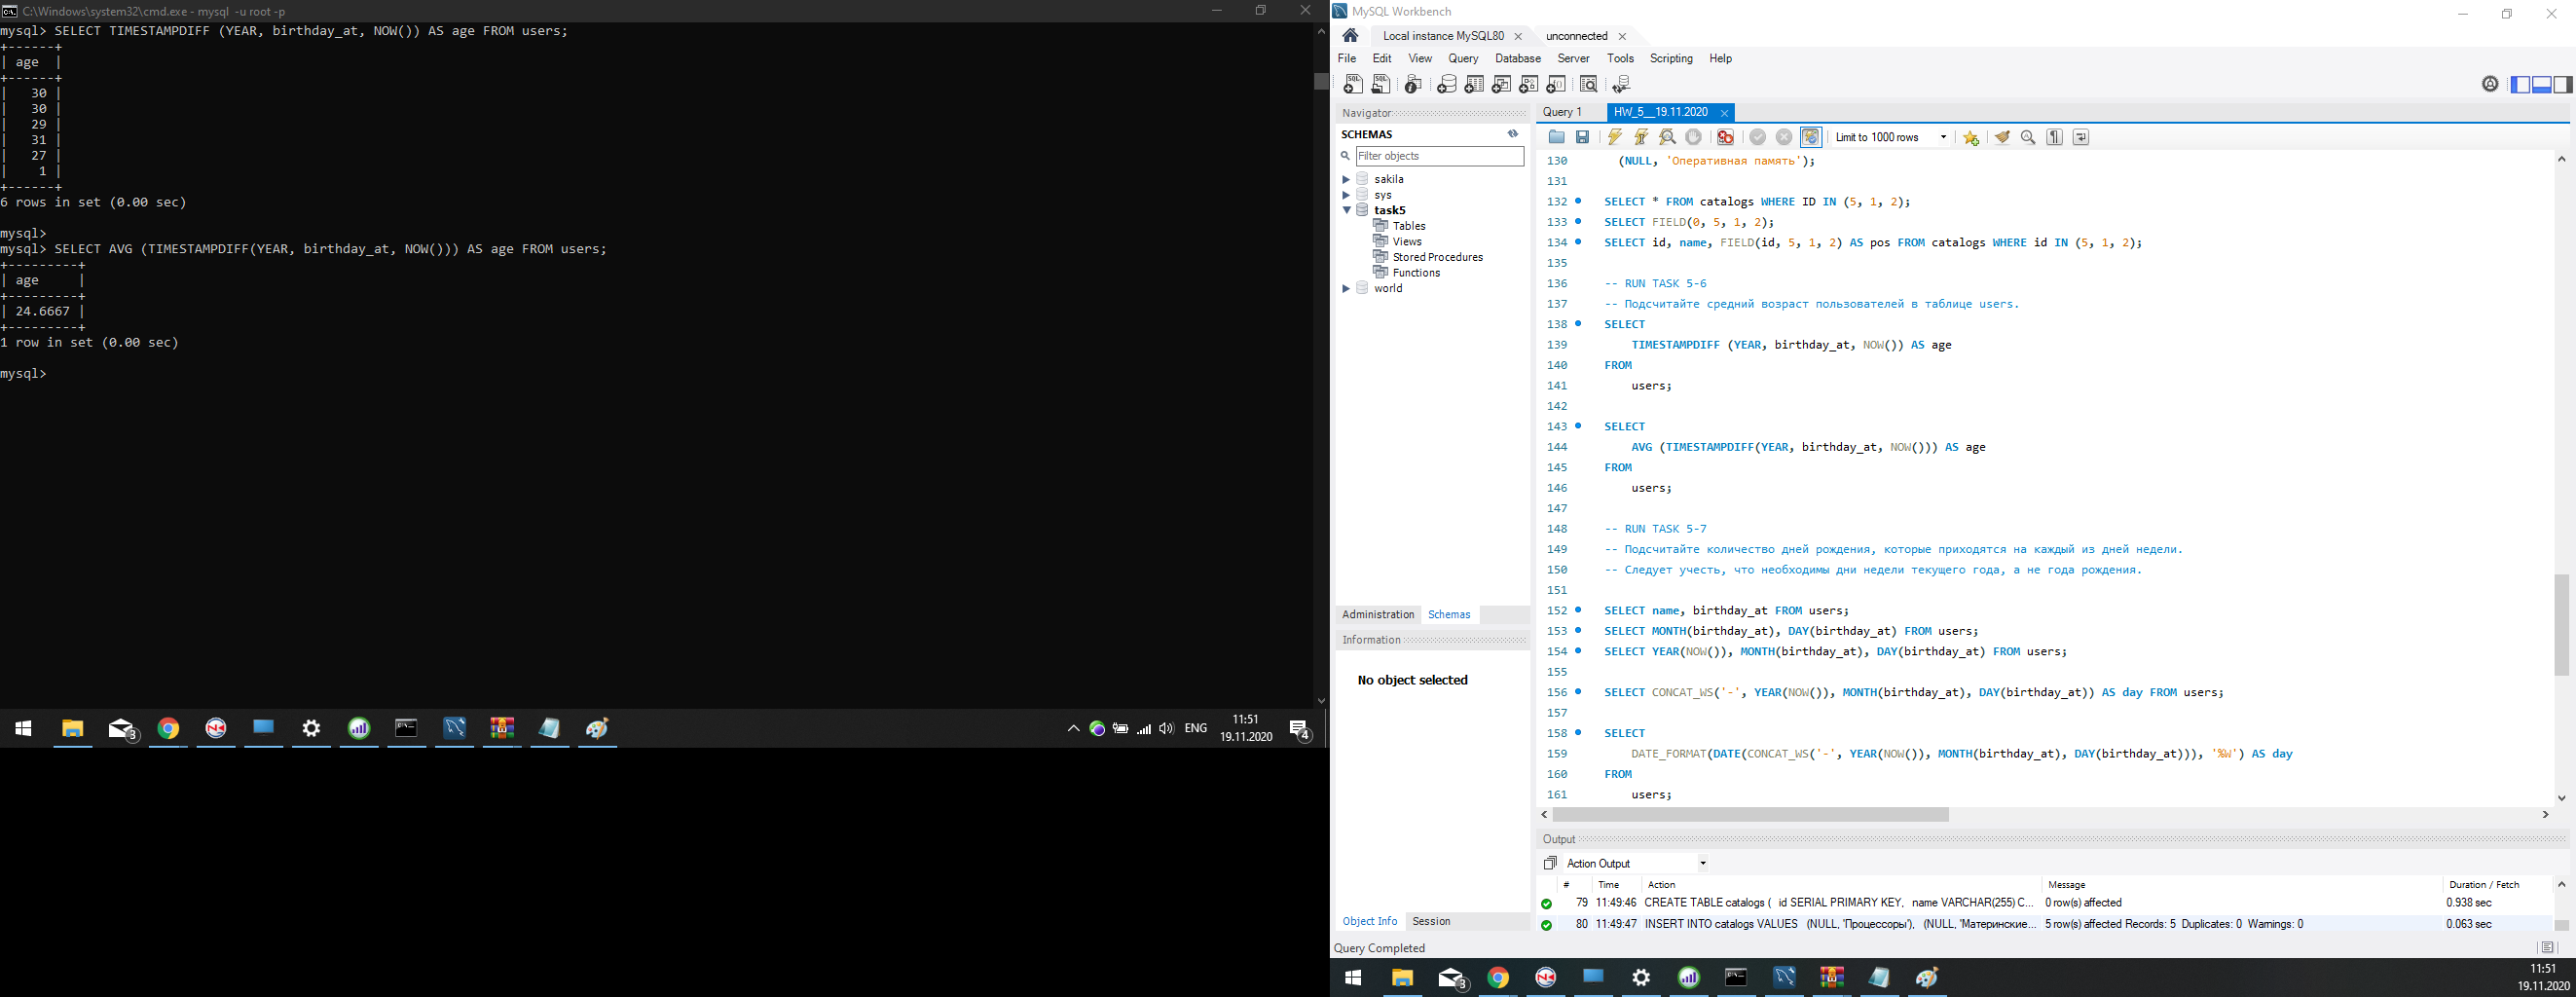 C:\Windows\system32\cmd.exe - mysql -u root -p
mysql> SELECT TIMESTAMPDIFF (YEAR, birthday_at, NOW()) AS age FROM users;
+------+
| age  |
+------+
|   30 |
|   30 |
|   29 |
|   31 |
|   27 |
|    1 |
+------+
6 rows in set (0.00 sec)
mysql>
mysql> SELECT AVG (TIMESTAMPDIFF(YEAR, birthday_at, NOW())) AS age FROM users;
+---------+
| age     |
+---------+
| 24.6667 |
+---------+
1 row in set (0.00 sec)
mysql>
3
ENG
11:51
19.11.2020
4
MySQL Workbench
Local instance MySQL80
unconnected
File Edit View Query Database Server Tools Scripting Help
Navigator
SCHEMAS
Filter objects
sakila
sys
task5
Tables
Views
Stored Procedures
Functions
world
Administration Schemas
Information
No object selected
Object Info Session
Query Completed
Query 1
HW_5__19.11.2020
Limit to 1000 rows
130 (NULL, 'Оперативная память');
131
132 SELECT * FROM catalogs WHERE ID IN (5, 1, 2);
133 SELECT FIELD(0, 5, 1, 2);
134 SELECT id, name, FIELD(id, 5, 1, 2) AS pos FROM catalogs WHERE id IN (5, 1, 2);
135
136 -- RUN TASK 5-6
137 -- Подсчитайте средний возраст пользователей в таблице users.
138 SELECT
139 TIMESTAMPDIFF (YEAR, birthday_at, NOW()) AS age
140 FROM
141 users;
142
143 SELECT
144 AVG (TIMESTAMPDIFF(YEAR, birthday_at, NOW())) AS age
145 FROM
146 users;
147
148 -- RUN TASK 5-7
149 -- Подсчитайте количество дней рождения, которые приходятся на каждый из дней недели.
150 -- Следует учесть, что необходимы дни недели текущего года, а не года рождения.
151
152 SELECT name, birthday_at FROM users;
153 SELECT MONTH(birthday_at), DAY(birthday_at) FROM users;
154 SELECT YEAR(NOW()), MONTH(birthday_at), DAY(birthday_at) FROM users;
155
156 SELECT CONCAT_WS('-', YEAR(NOW()), MONTH(birthday_at), DAY(birthday_at)) AS day FROM users;
157
158 SELECT
159 DATE_FORMAT(DATE(CONCAT_WS('-', YEAR(NOW()), MONTH(birthday_at), DAY(birthday_at))), '%W') AS day
160 FROM
161 users;
Output
Action Output
# Time Action Message Duration / Fetch
79 11:49:46 CREATE TABLE catalogs ( id SERIAL PRIMARY KEY, name VARCHAR(255) C... 0 row(s) affected 0.938 sec
80 11:49:47 INSERT INTO catalogs VALUES (NULL, 'Процессоры'), (NULL, 'Материнские... 5 row(s) affected Records: 5 Duplicates: 0 Warnings: 0 0.063 sec
3
11:51
19.11.2020